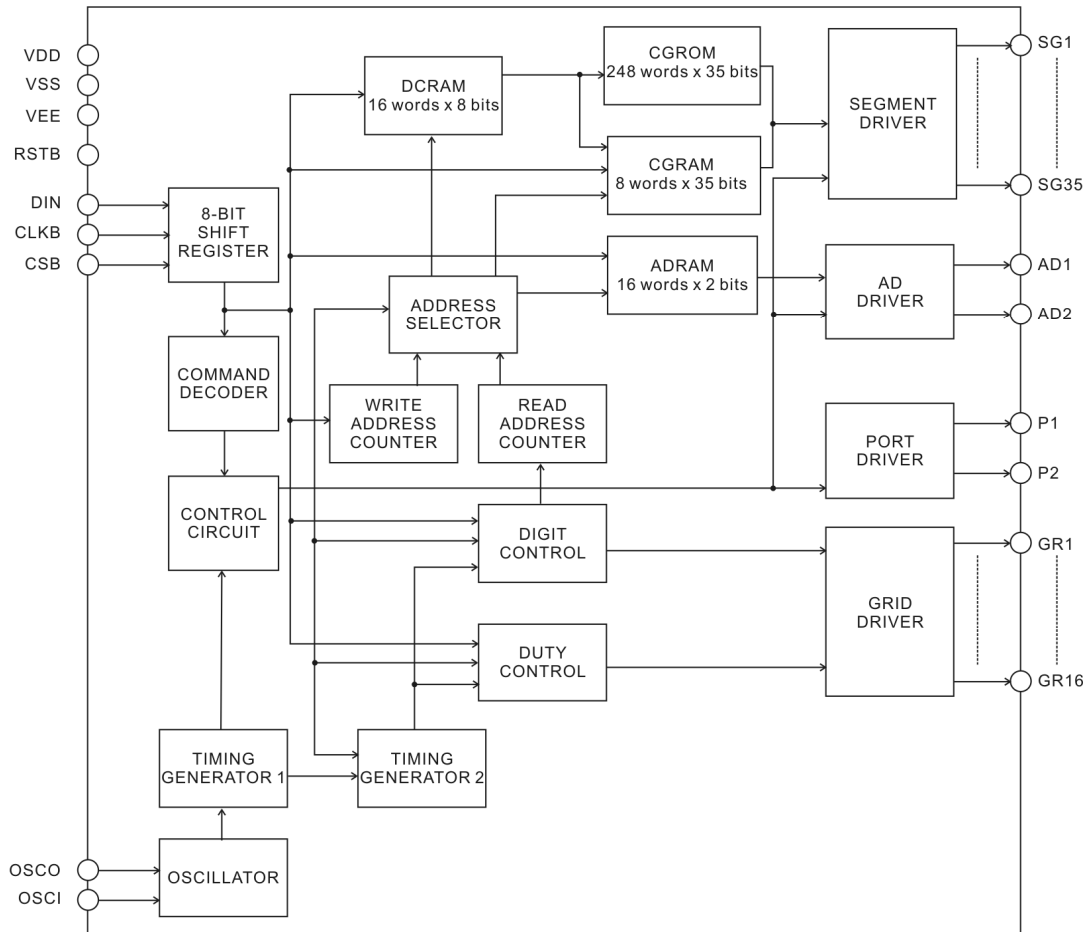 VDD
VSS
VEE
RSTB
DIN
CLKB
CSB
8-BIT
SHIFT
REGISTER
COMMAND
DECODER
CONTROL
CIRCUIT
TIMING
GENERATOR 1
OSCO
OSCI
OSCILLATOR
DCRAM
16 words x 8 bits
ADDRESS
SELECTOR
WRITE
ADDRESS
COUNTER
READ
ADDRESS
COUNTER
TIMING
GENERATOR 2
CGROM
248 words x 35 bits
CGRAM
8 words x 35 bits
ADRAM
16 words x 2 bits
DIGIT
CONTROL
DUTY
CONTROL
SEGMENT
DRIVER
AD
DRIVER
PORT
DRIVER
GRID
DRIVER
SG1
SG35
AD1
AD2
P1
P2
GR1
GR16